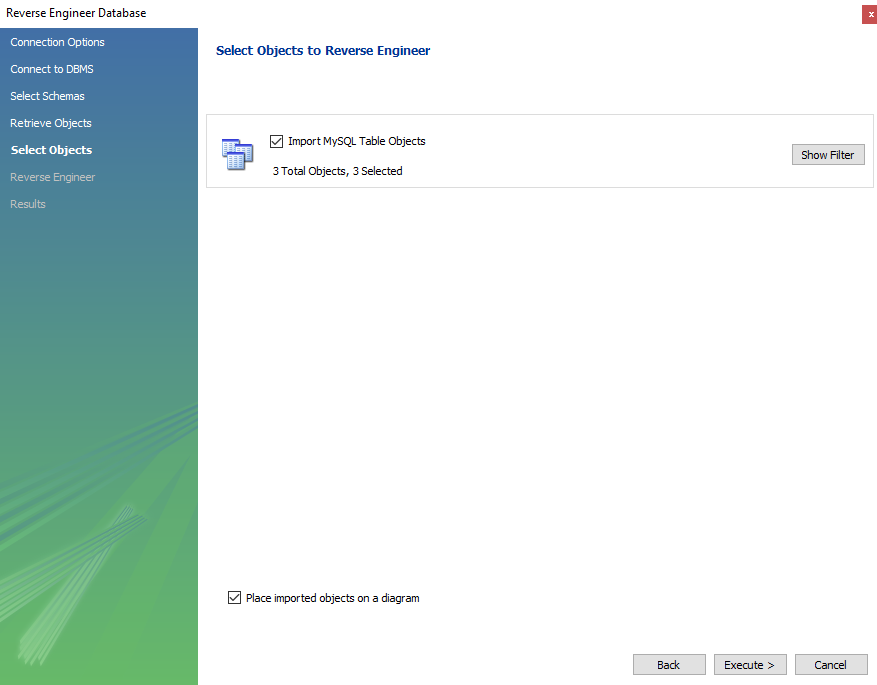 Reverse Engineer Database
x
Connection Options
Connect to DBMS
Select Schemas
Retrieve Objects
Select Objects
Reverse Engineer
Results
Select Objects to Reverse Engineer
Import MySQL Table Objects
3 Total Objects, 3 Selected
Show Filter
Place imported objects on a diagram
Back
Execute >
Cancel